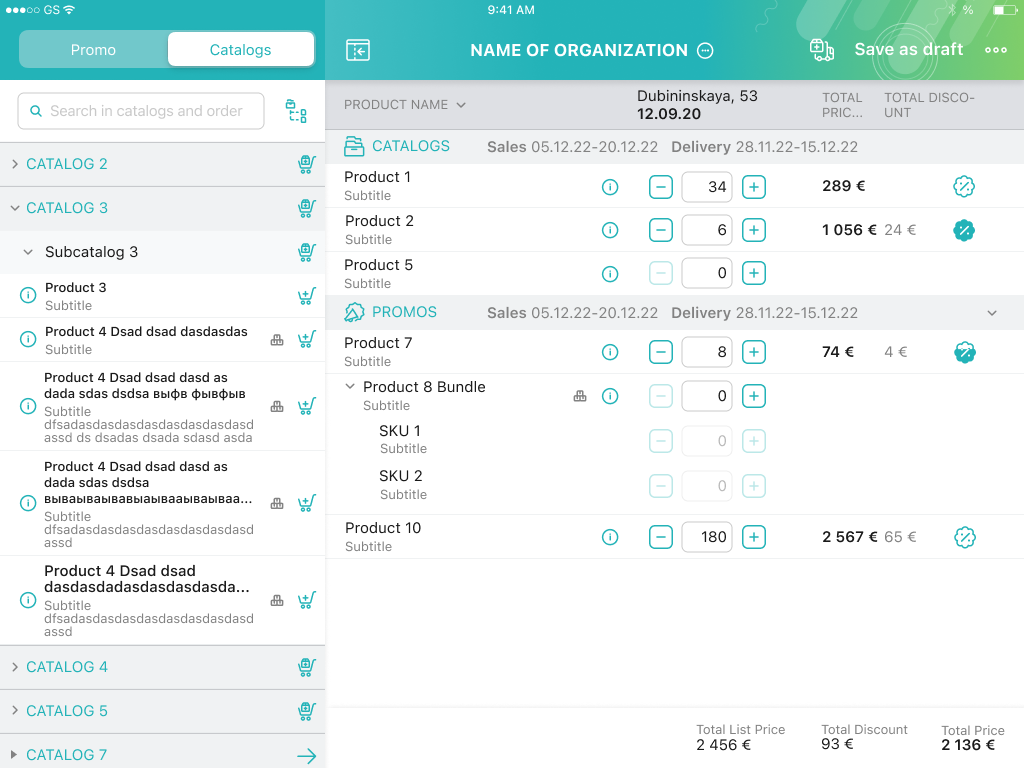 GS
9:41 AM
%
Promo
Catalogs
NAME OF ORGANIZATION
Save as draft
Search in catalogs and order
PRODUCT NAME
Dubininskaya, 53
12.09.20
TOTAL
PRIC...
TOTAL DISCO-
UNT
CATALOG 2
CATALOG 3
Subcatalog 3
Product 3
Subtitle
Product 4 Dsad dsad dasdasdas
Subtitle
Product 4 Dsad dsad dasd as
dada sdas dsdsa выфв фывфыв
Subtitle
dfsadasdasdasdasdasdasdasdasd
assd ds dsadas dsada sdasd asda
Product 4 Dsad dsad dasd as
dada sdas dsdsa
Subtitle
dfsadasdasdasdasdasdasdasdasd
assd
Product 4 Dsad dsad
dasdasdadasdasdasdasda...
Subtitle
dfsadasdasdasdasdasdasdasdasd
assd
CATALOG 4
CATALOG 5
CATALOG 7
CATALOGS
Sales 05.12.22-20.12.22 Delivery 28.11.22-15.12.22
Product 1
Subtitle
34
289 €
Product 2
Subtitle
6
1 056 € 24 €
Product 5
Subtitle
0
PROMOS
Sales 05.12.22-20.12.22 Delivery 28.11.22-15.12.22
Product 7
Subtitle
8
74 € 4 €
Product 8 Bundle
Subtitle
0
SKU 1
Subtitle
0
SKU 2
Subtitle
0
Product 10
Subtitle
180
2 567 € 65 €
Total List Price
2 456 €
Total Discount
93 €
Total Price
2 136 €